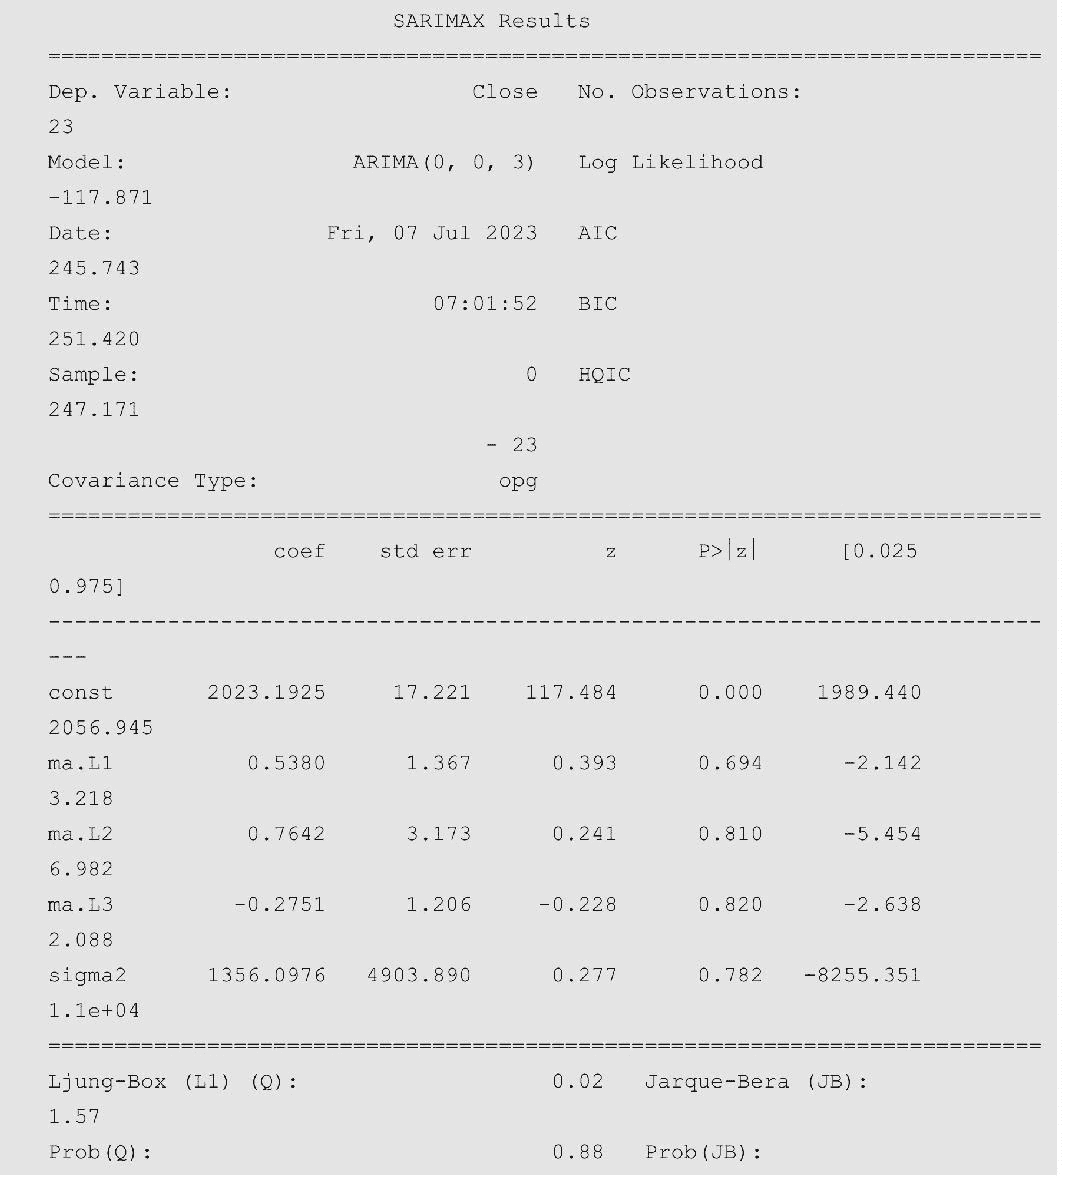 SARIMAX Results
==============================================================================
Dep. Variable:                  Close   No. Observations:
23
Model:                 ARIMA(0, 0, 3)   Log Likelihood
-117.871
Date:                Fri, 07 Jul 2023   AIC
245.743
Time:                        07:01:52   BIC
251.420
Sample:                             0   HQIC
247.171
- 23
Covariance Type:                  opg
==============================================================================
coef    std err          z      P>|z|      [0.025
0.975]
------------------------------------------------------------------------------
---
const       2023.1925     17.221    117.484      0.000    1989.440
2056.945
ma.L1          0.5380      1.367      0.393      0.694      -2.142
3.218
ma.L2          0.7642      3.173      0.241      0.810      -5.454
6.982
ma.L3         -0.2751      1.206     -0.228      0.820      -2.638
2.088
sigma2      1356.0976   4903.890      0.277      0.782   -8255.351
1.1e+04
==============================================================================
Ljung-Box (L1) (Q):                   0.02   Jarque-Bera (JB):
1.57
Prob(Q):                              0.88   Prob(JB):